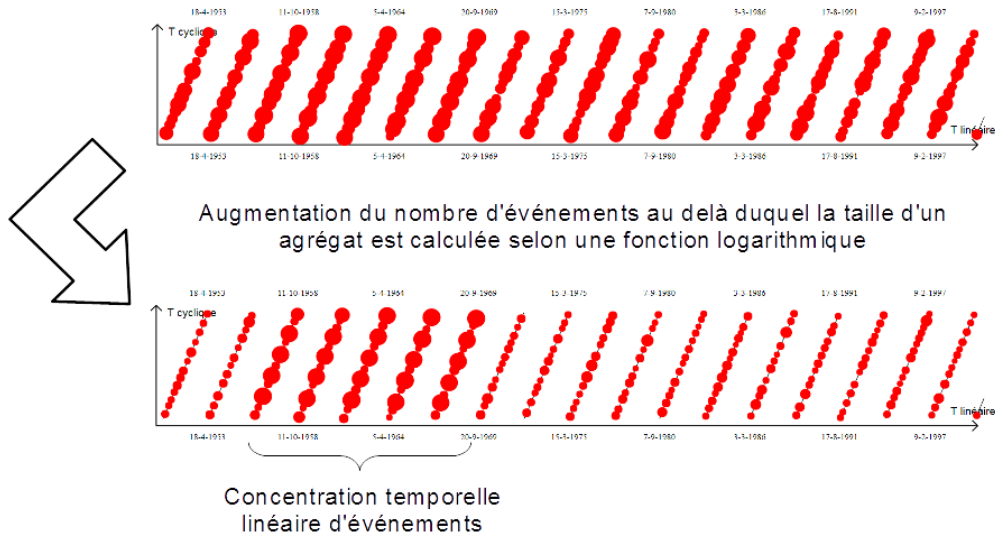 18-4-1953 11-10-1958 5-4-1964 20-9-1969 15-3-1975 7-9-1980 3-3-1986 17-8-1991 9-2-1997
T cyclique
T linéaire
18-4-1953 11-10-1958 5-4-1964 20-9-1969 15-3-1975 7-9-1980 3-3-1986 17-8-1991 9-2-1997
Augmentation du nombre d'événements au delà duquel la taille d'un
agrégat est calculée selon une fonction logarithmique
18-4-1953 11-10-1958 5-4-1964 20-9-1969 15-3-1975 7-9-1980 3-3-1986 17-8-1991 9-2-1997
T cyclique
T linéaire
18-4-1953 11-10-1958 5-4-1964 20-9-1969 15-3-1975 7-9-1980 3-3-1986 17-8-1991 9-2-1997
Concentration temporelle
linéaire d'événements